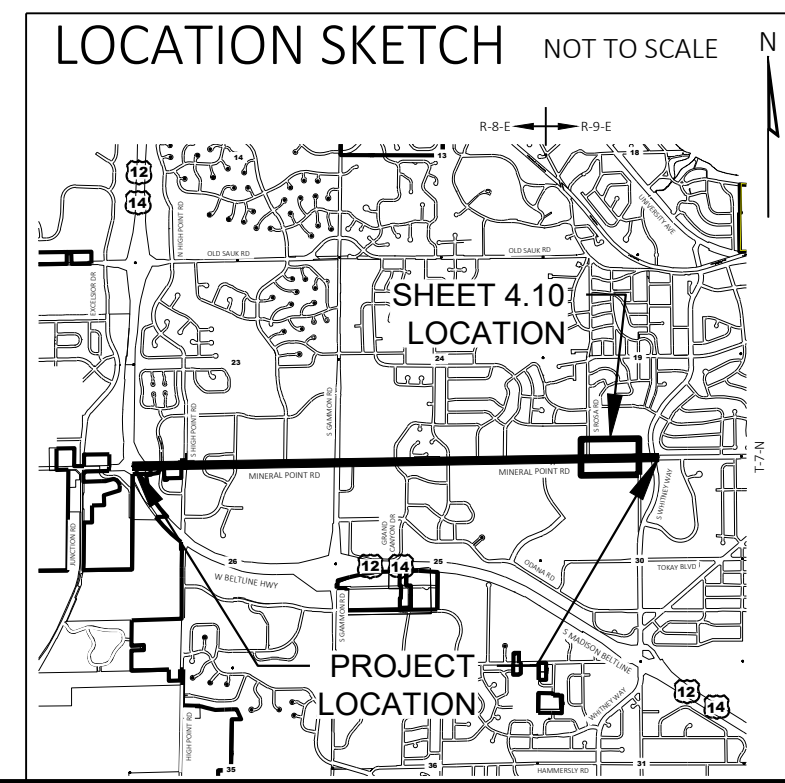 LOCATION SKETCH NOT TO SCALE N
R-8-E R-9-E
13
14
18
12
14
UNIVERSITY AVE
N HIGH POINT RD
OLD SAUK RD
OLD SAUK RD
EXCELSIOR DR
SHEET 4.10
LOCATION
23
24
19
S GAMMON RD
S ROSA RD
S HIGH POINT RD
MINERAL POINT RD
MINERAL POINT RD
T-7-N
S WHITNEY WAY
JUNCTION RD
GRAND
CANYON DR
26
25
30
12
14
ODANA RD
TOKAY BLVD
W BELTLINE HWY
S GAMMON RD
S MADISON BELTLINE
PROJECT
LOCATION
12
14
WHITNEY WAY
HIGH POINT RD
35
36
31
HAMMERSLY RD